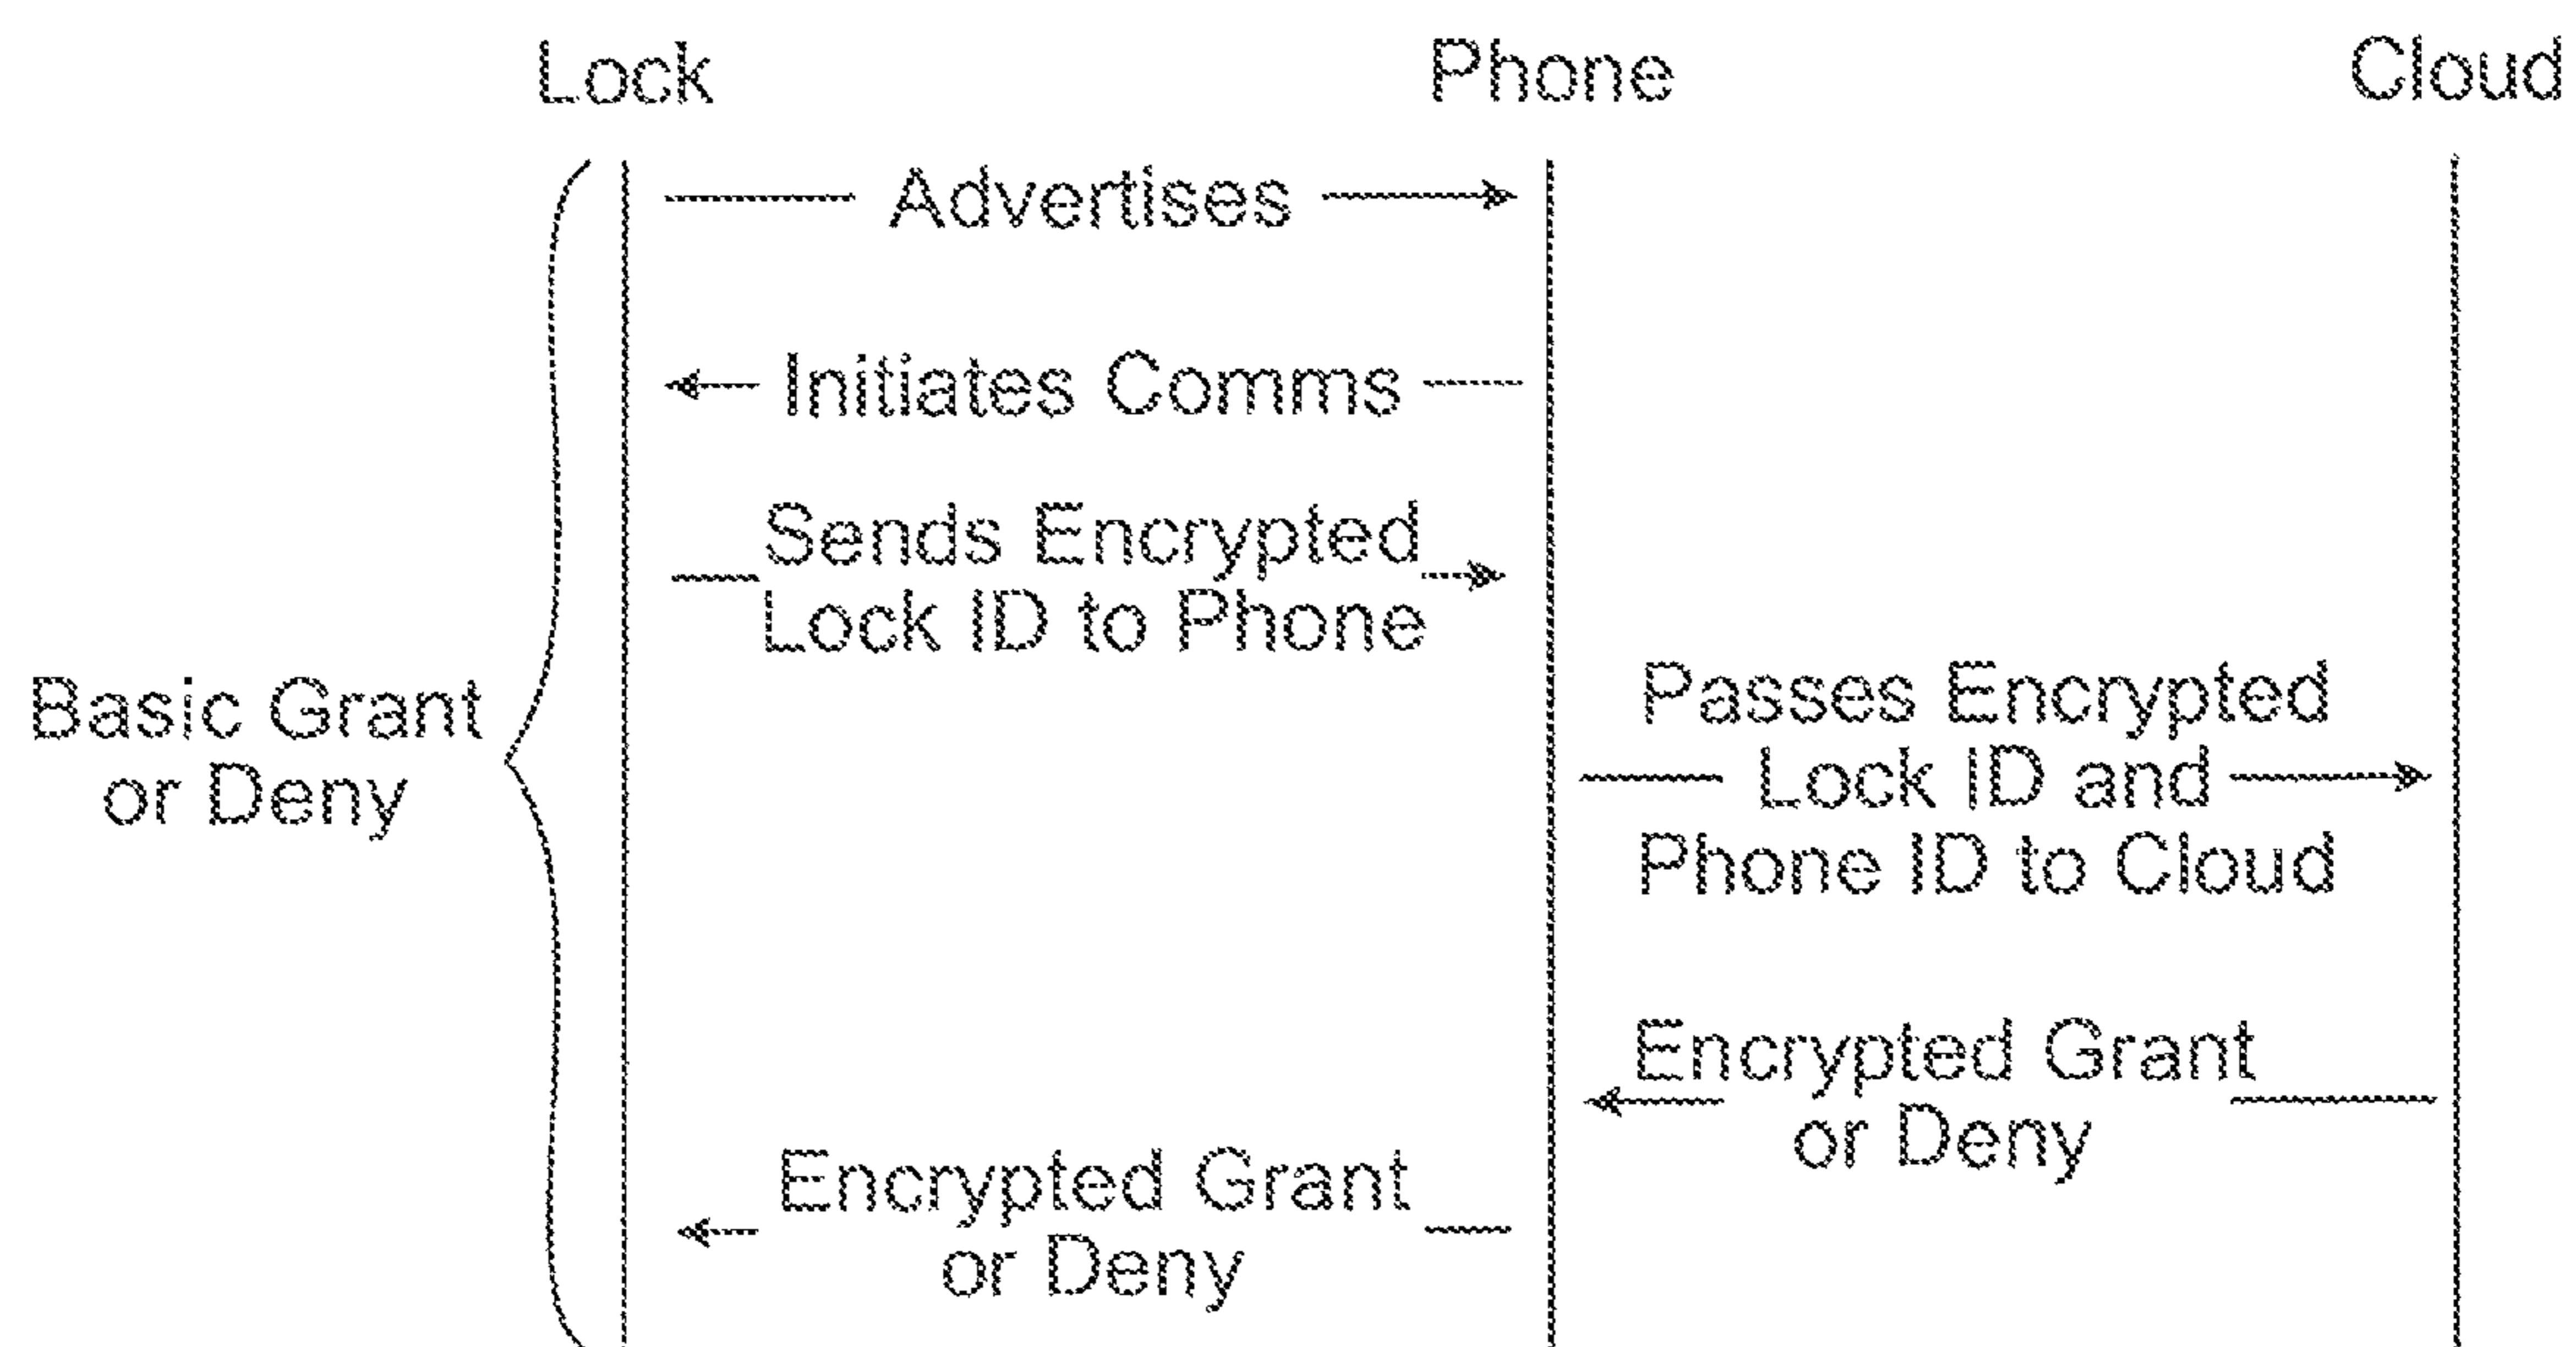 Lock
Phone
Cloud
Advertises
Initiates Comms
Sends Encrypted
Lock ID to Phone
Basic Grant
or Deny
Passes Encrypted
Lock ID and
Phone ID to Cloud
Encrypted Grant
or Deny
Encrypted Grant
or Deny